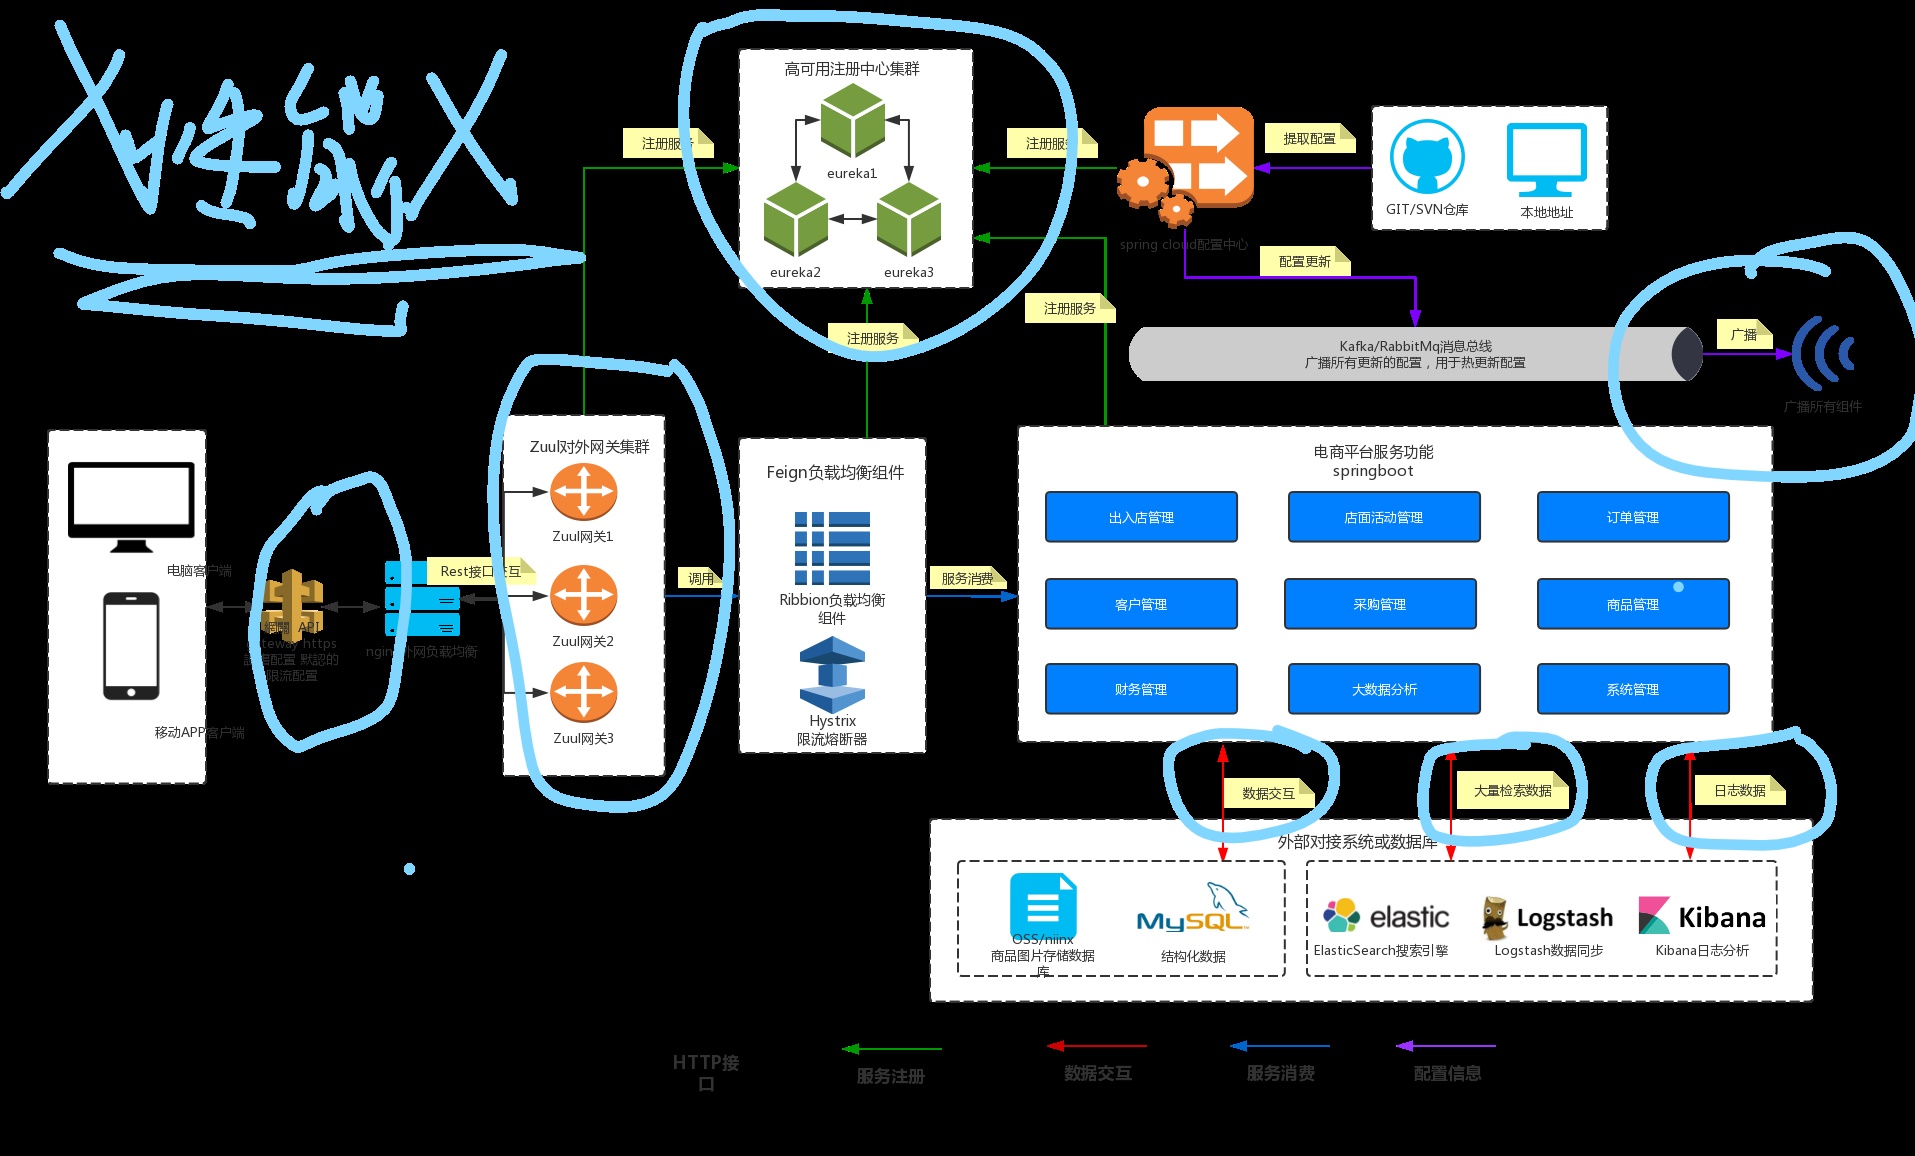 高可用注册中心集群
eureka1
eureka2
eureka3
注册服务
注册服务
注册服务
注册服务
提取配置
GIT/SVN仓库
本地地址
spring cloud配置中心
配置更新
Kafka/RabbitMq消息总线
广播所有更新的配置，用于热更新配置
广播
广播所有组件
电脑客户端
移动APP客户端
API
https
默認的
限流配置
外网负载均衡
Rest接口交互
Zuul对外网关集群
Zuul网关1
Zuul网关2
Zuul网关3
调用
Feign负载均衡组件
Ribbion负载均衡
组件
Hystrix
限流熔断器
服务消费
电商平台服务功能
springboot
出入店管理
店面活动管理
订单管理
客户管理
采购管理
商品管理
财务管理
大数据分析
系统管理
数据交互
大量检索数据
日志数据
外部对接系统或数据库
OSS/niinx
商品图片存储数据
库
MySQL
结构化数据
elastic
ElasticSearch搜索引擎
Logstash
Logstash数据同步
Kibana
Kibana日志分析
HTTP接
口
服务注册
数据交互
服务消费
配置信息